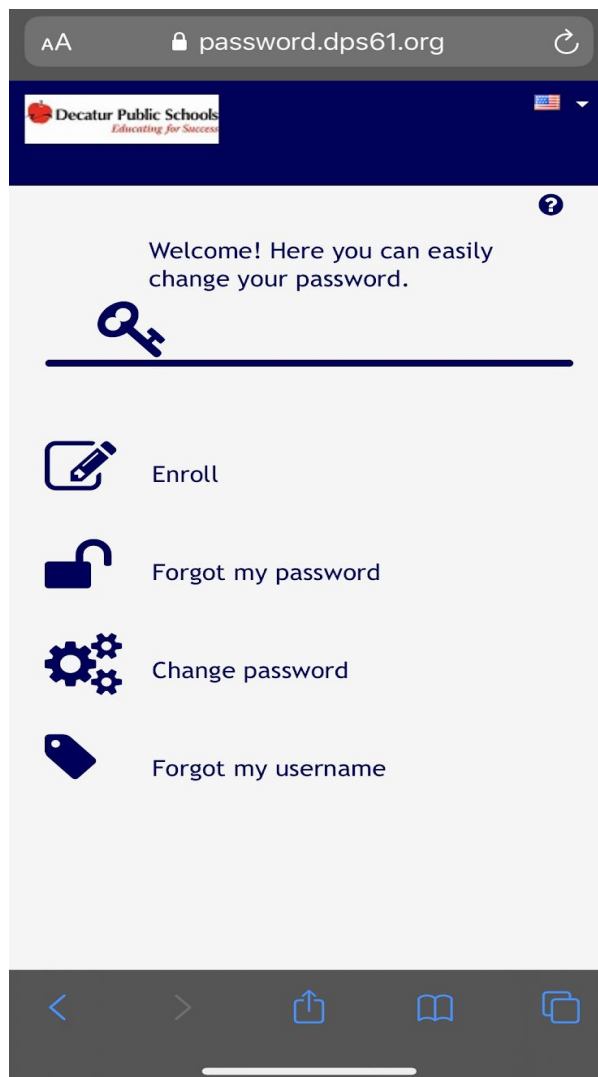 AA
password.dps61.org
Decatur Public Schools
Educating for Success
?
Welcome! Here you can easily
change your password.
Enroll
Forgot my password
Change password
Forgot my username